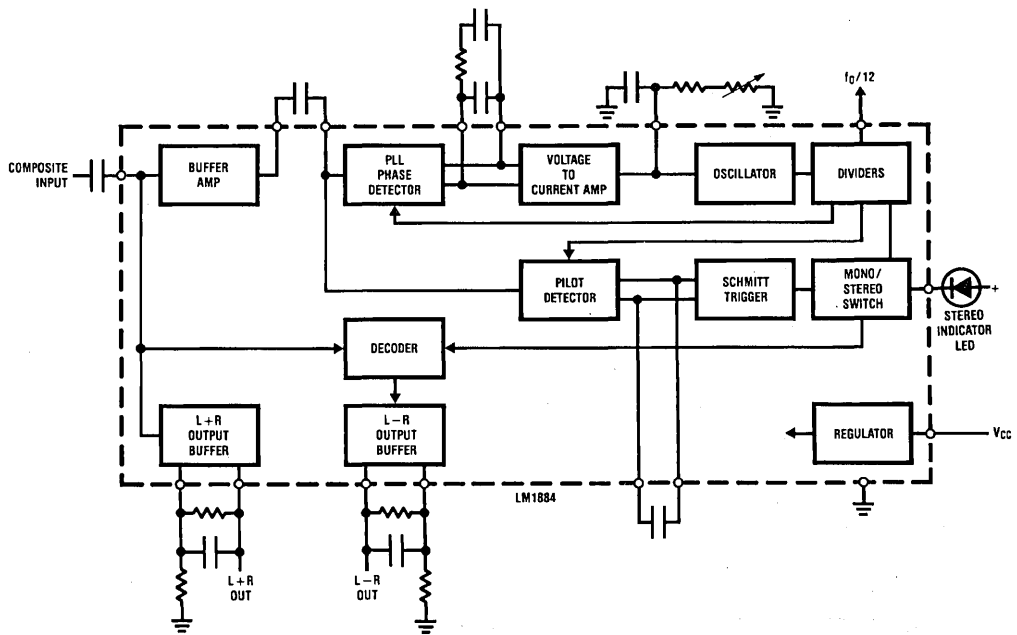 f₀/12
COMPOSITE
INPUT
BUFFER
AMP
PLL
PHASE
DETECTOR
VOLTAGE
TO
CURRENT AMP
OSCILLATOR
DIVIDERS
PILOT
DETECTOR
SCHMITT
TRIGGER
MONO/
STEREO
SWITCH
+
STEREO
INDICATOR
LED
DECODER
L+R
OUTPUT
BUFFER
L−R
OUTPUT
BUFFER
REGULATOR
VCC
LM1884
L+R
OUT
L−R
OUT